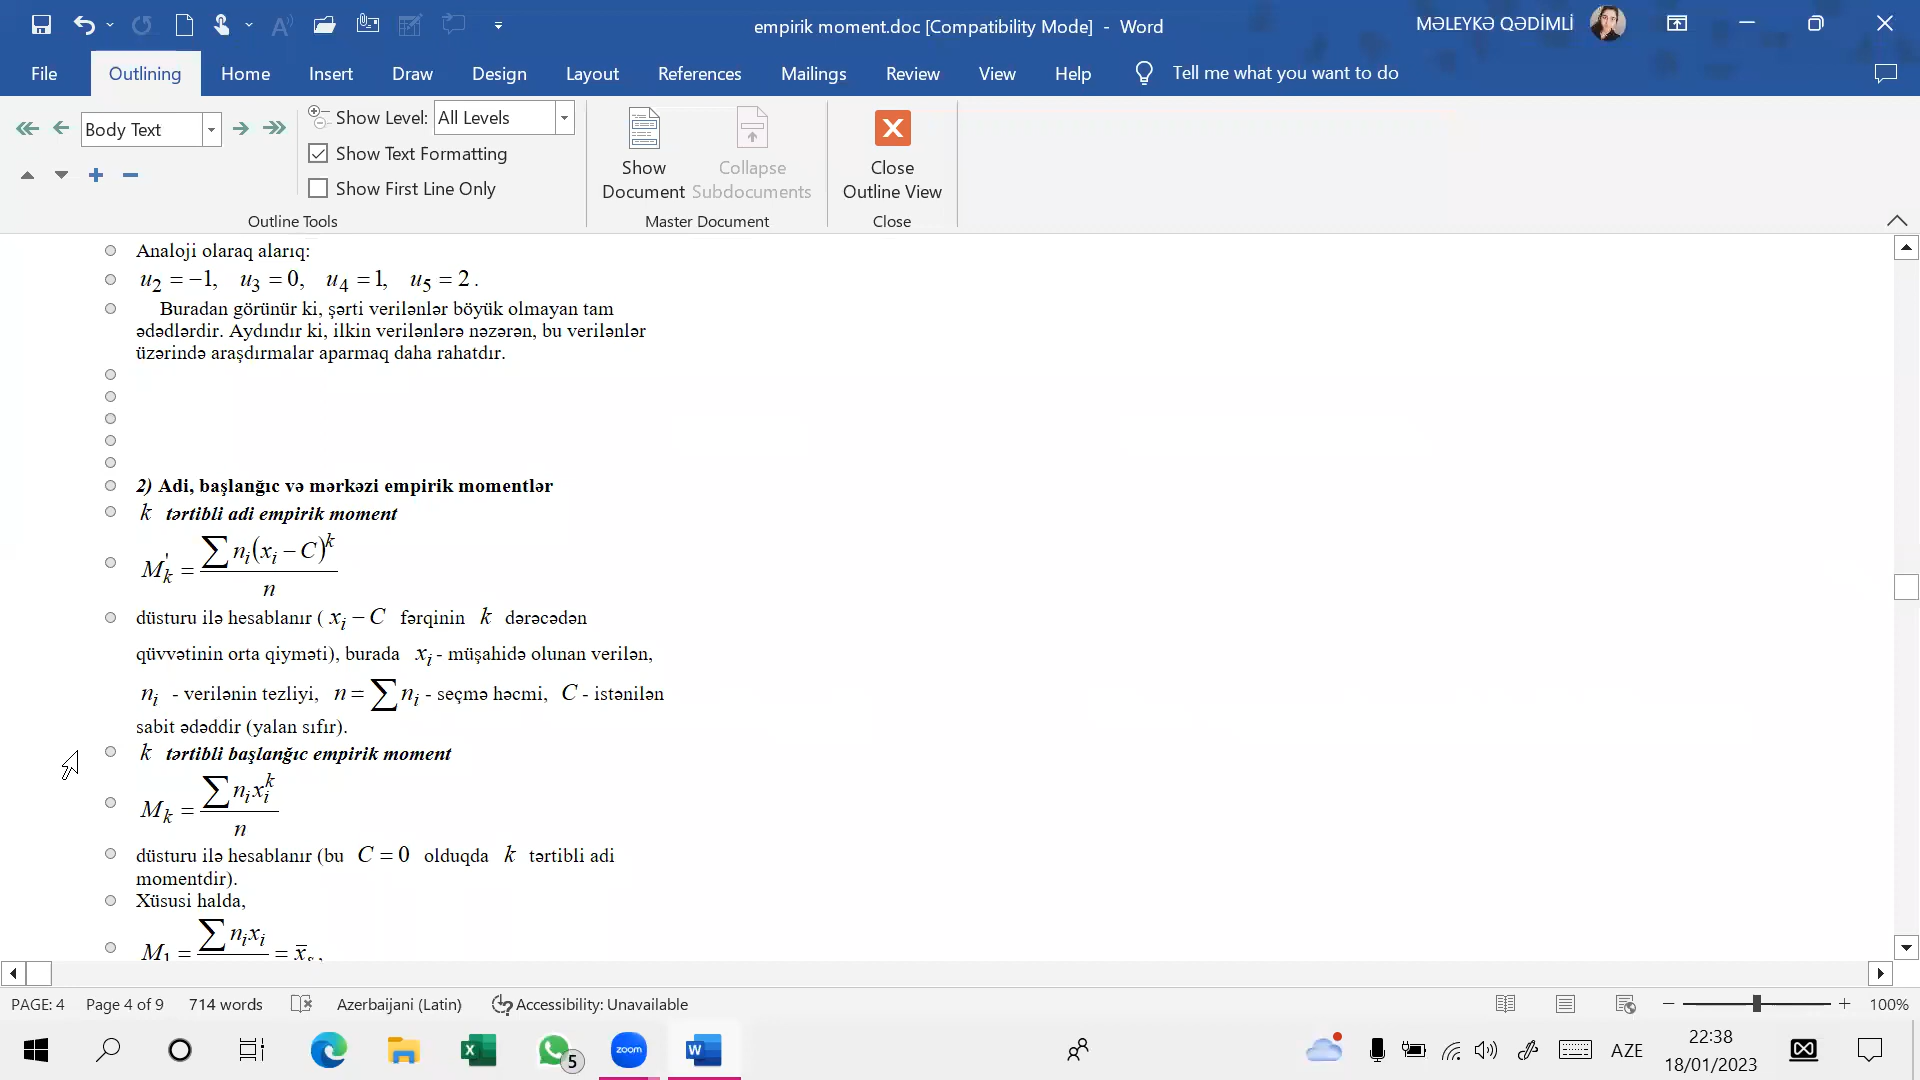 empirik moment.doc [Compatibility Mode] - Word
MƏLEYKƏ QƏDİMLİ
File Outlining Home Insert Draw Design Layout References Mailings Review View Help Tell me what you want to do
Body Text
Show Level: All Levels
Show Text Formatting
Show First Line Only
Outline Tools
Show Document
Collapse Subdocuments
Master Document
Close Outline View
Close
Analoji olaraq alarıq:
u₂ = −1, u₃ = 0, u₄ = 1, u₅ = 2 .
Buradan görünür ki, şərti verilənlər böyük olmayan tam
ədədlərdir. Aydındır ki, ilkin verilənlərə nəzərən, bu verilənlər
üzərində araşdırmalar aparmaq daha rahatdır.
2) Adi, başlanğıc və mərkəzi empirik momentlər
k tərtibli adi empirik moment
M'ₖ = ∑ nᵢ(xᵢ − C)ᵏ / n
düsturu ilə hesablanır ( xᵢ − C fərqinin k dərəcədən
qüvvətinin orta qiyməti), burada xᵢ - müşahidə olunan verilən,
nᵢ - verilənin tezliyi, n = ∑ nᵢ - seçmə həcmi, C - istənilən
sabit ədəddir (yalan sıfır).
k tərtibli başlanğıc empirik moment
Mₖ = ∑ nᵢxᵢᵏ / n
düsturu ilə hesablanır (bu C = 0 olduqda k tərtibli adi
momentdir).
Xüsusi halda,
M₁ = ∑ nᵢxᵢ = x̄ₛ ,
PAGE: 4 Page 4 of 9 714 words Azerbaijani (Latin) Accessibility: Unavailable 100%
5
zoom
AZE
22:38
18/01/2023